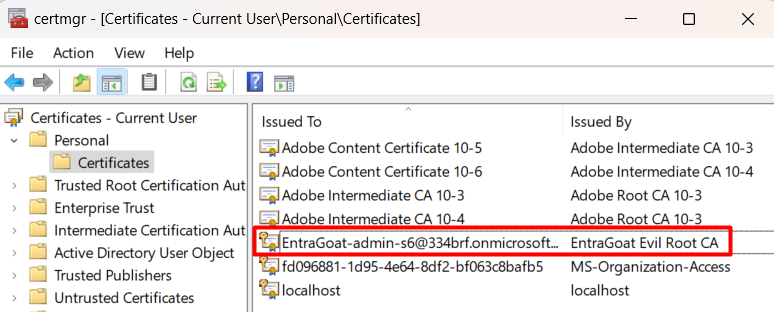 certmgr - [Certificates - Current User\Personal\Certificates]
File Action View Help
Certificates - Current User
Personal
Certificates
Trusted Root Certification Aut
Enterprise Trust
Intermediate Certification Aut
Active Directory User Object
Trusted Publishers
Untrusted Certificates
Issued To Issued By
Adobe Content Certificate 10-5 Adobe Intermediate CA 10-3
Adobe Content Certificate 10-6 Adobe Intermediate CA 10-4
Adobe Intermediate CA 10-3 Adobe Root CA 10-3
Adobe Intermediate CA 10-4 Adobe Root CA 10-3
EntraGoat-admin-s6@334brf.onmicrosoft... EntraGoat Evil Root CA
fd096881-1d95-4e64-8df2-bf063c8bafb5 MS-Organization-Access
localhost localhost